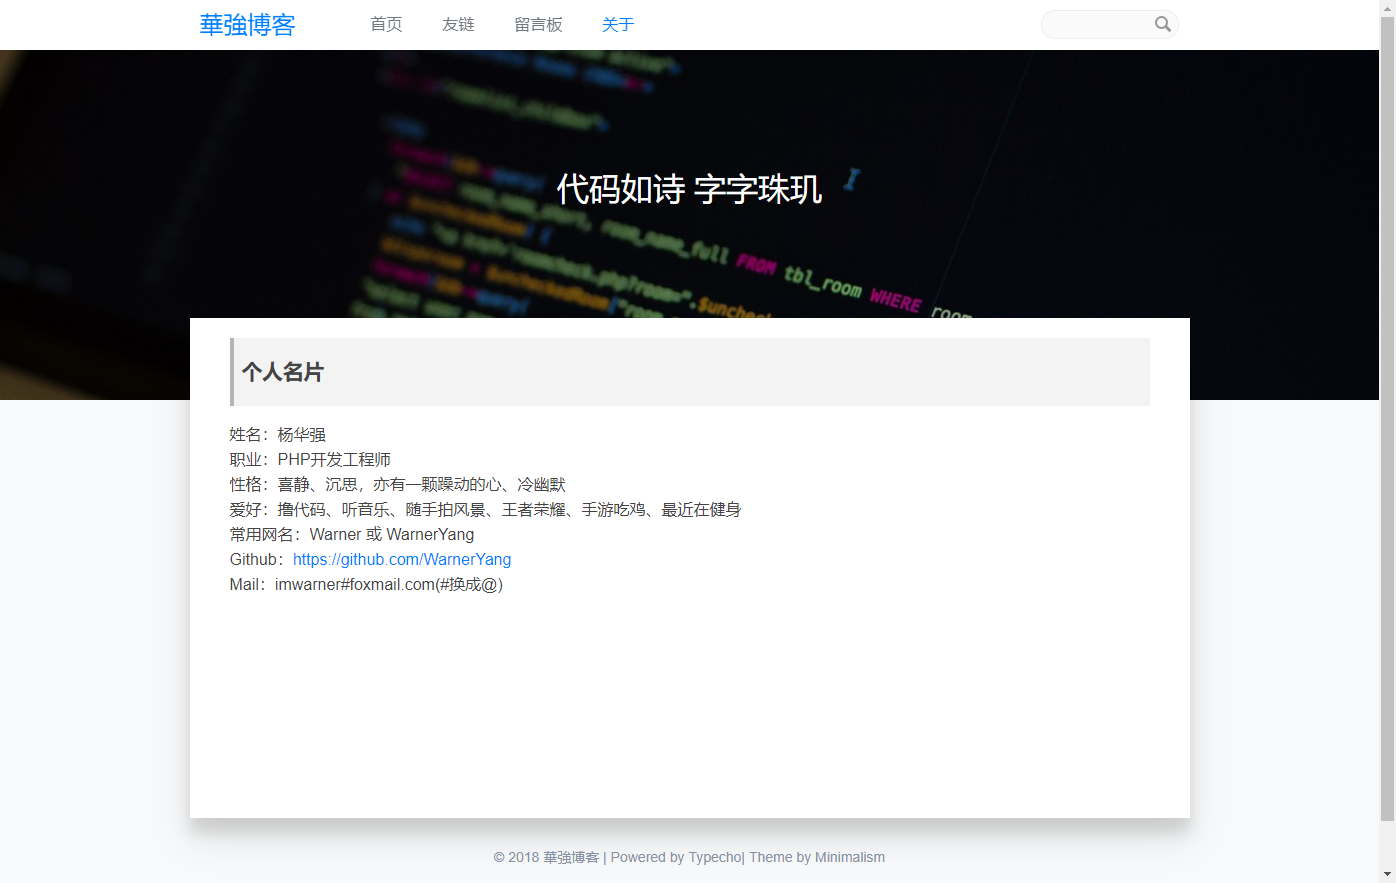 華強博客 首页 友链 留言板 关于
代码如诗 字字珠玑
room_name_full FROM tbl_room WHERE room
个人名片
姓名：杨华强
职业：PHP开发工程师
性格：喜静、沉思，亦有一颗躁动的心、冷幽默
爱好：撸代码、听音乐、随手拍风景、王者荣耀、手游吃鸡、最近在健身
常用网名：Warner 或 WarnerYang
Github：https://github.com/WarnerYang
Mail：imwarner#foxmail.com(#换成@)
© 2018 華強博客 | Powered by Typecho| Theme by Minimalism